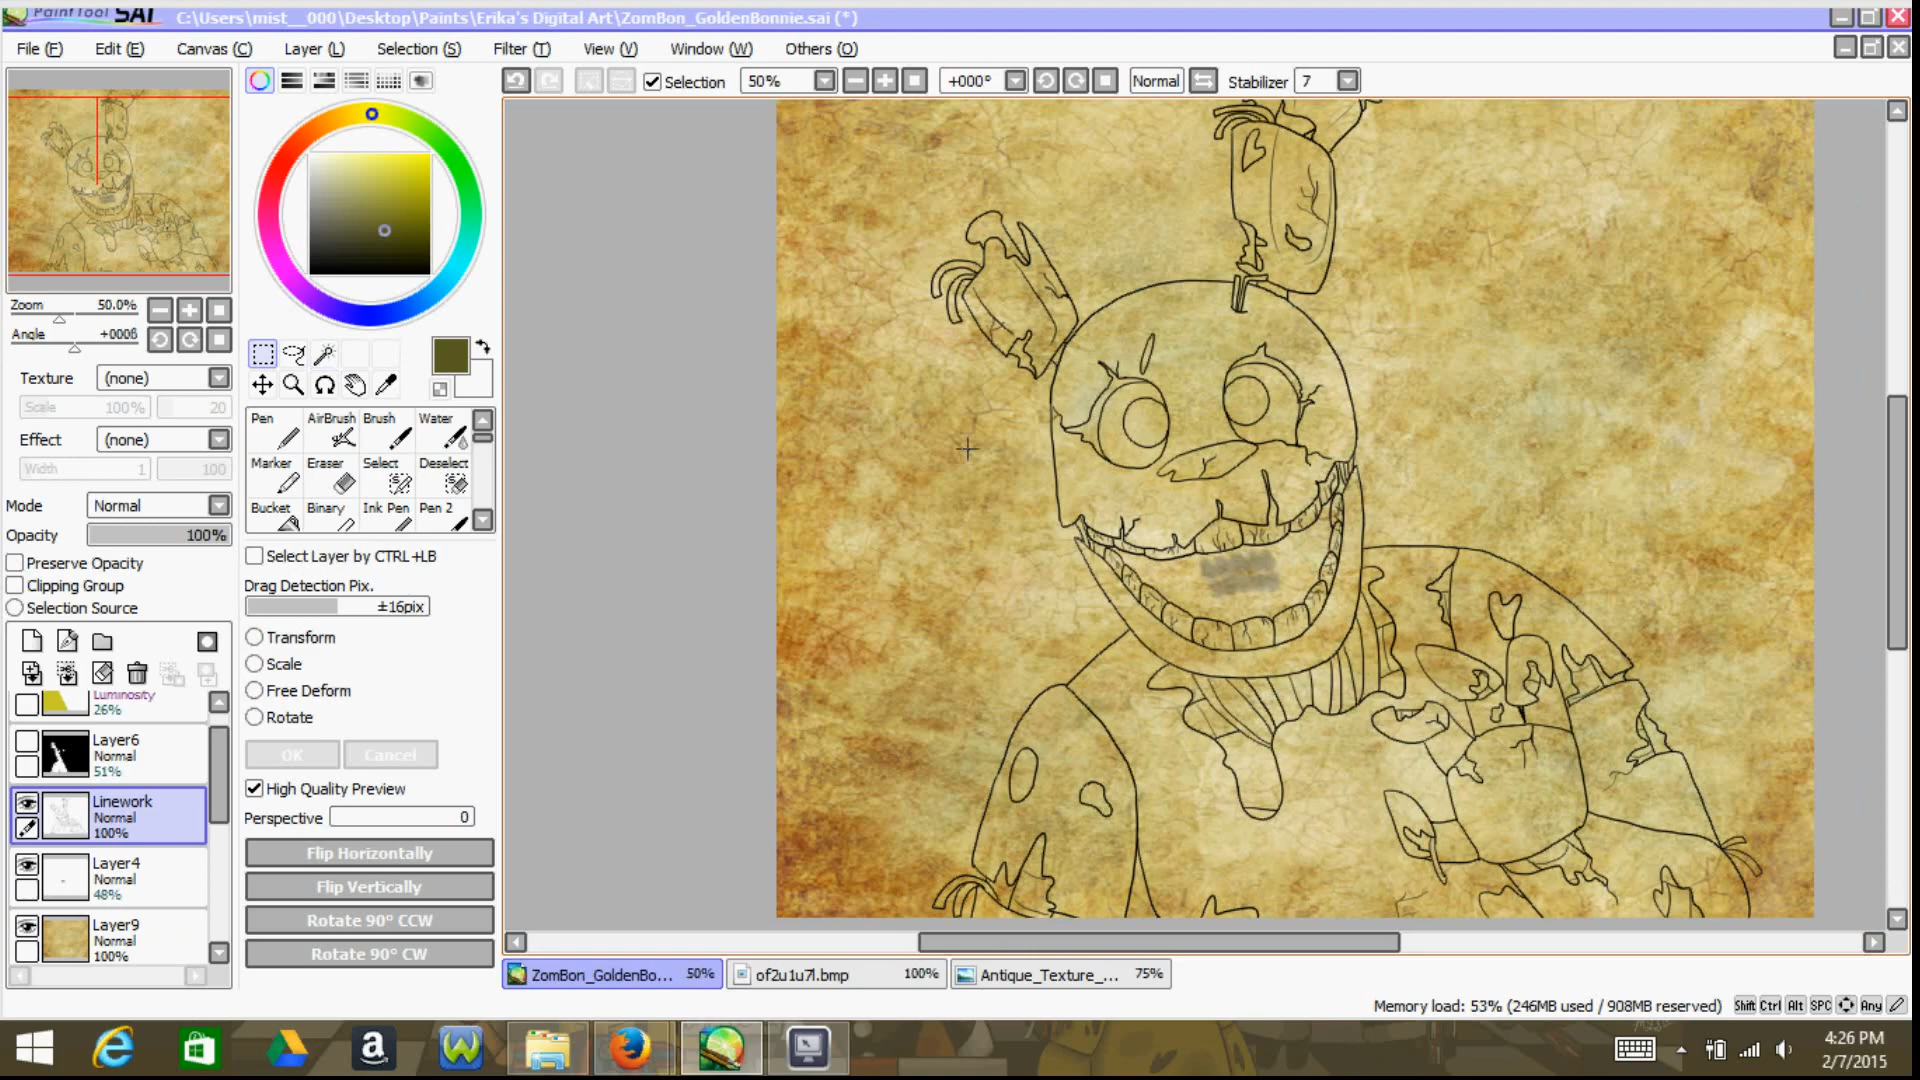 PaintTool SAI C:\Users\mist__000\Desktop\Paints\Erika's Digital Art\ZomBon_GoldenBonnie.sai (*)
File (F) Edit (E) Canvas (C) Layer (L) Selection (S) Filter (T) View (V) Window (W) Others (O)
Selection 50% +000° Normal Stabilizer 7
Zoom 50.0%
Angle +000ß
Texture (none)
Scale 100% 20
Effect (none)
Width 1 100
Mode Normal
Opacity 100%
Preserve Opacity
Clipping Group
Selection Source
Luminosity
26%
Layer6
Normal
51%
Linework
Normal
100%
Layer4
Normal
48%
Layer9
Normal
100%
Pen AirBrush Brush Water
Marker Eraser Select Deselect
Bucket Binary Ink Pen Pen 2
Select Layer by CTRL+LB
Drag Detection Pix.
±16pix
Transform
Scale
Free Deform
Rotate
OK Cancel
High Quality Preview
Perspective 0
Flip Horizontally
Flip Vertically
Rotate 90° CCW
Rotate 90° CW
ZomBon_GoldenBo... 50% of2u1u7l.bmp 100% Antique_Texture_... 75%
Memory load: 53% (246MB used / 908MB reserved) Shift Ctrl Alt SPC Any
4:26 PM
2/7/2015